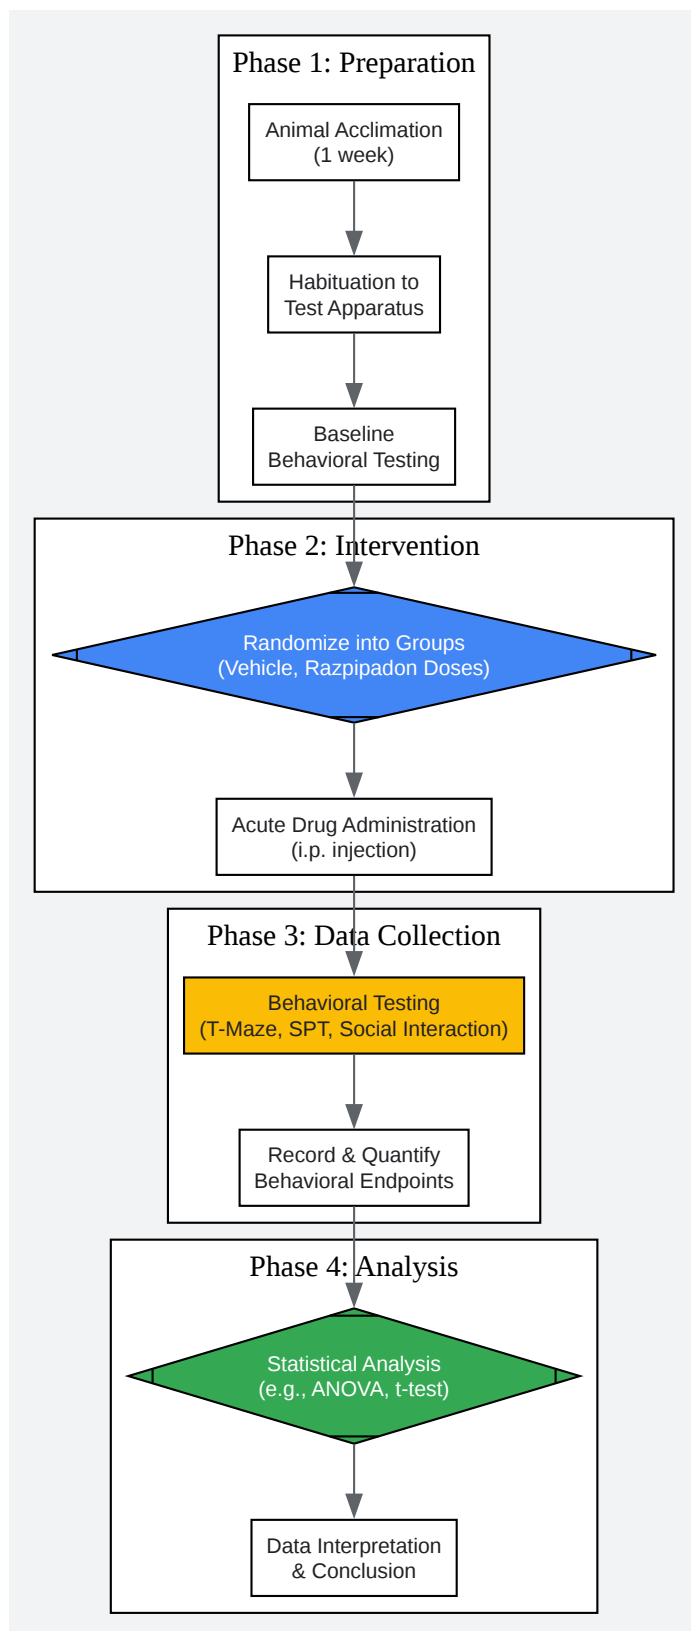 Phase 1: Preparation
Animal Acclimation
(1 week)
Habituation to
Test Apparatus
Baseline
Behavioral Testing
Phase 2: Intervention
Randomize into Groups
(Vehicle, Razpipadon Doses)
Acute Drug Administration
(i.p. injection)
Phase 3: Data Collection
Behavioral Testing
(T-Maze, SPT, Social Interaction)
Record & Quantify
Behavioral Endpoints
Phase 4: Analysis
Statistical Analysis
(e.g., ANOVA, t-test)
Data Interpretation
& Conclusion